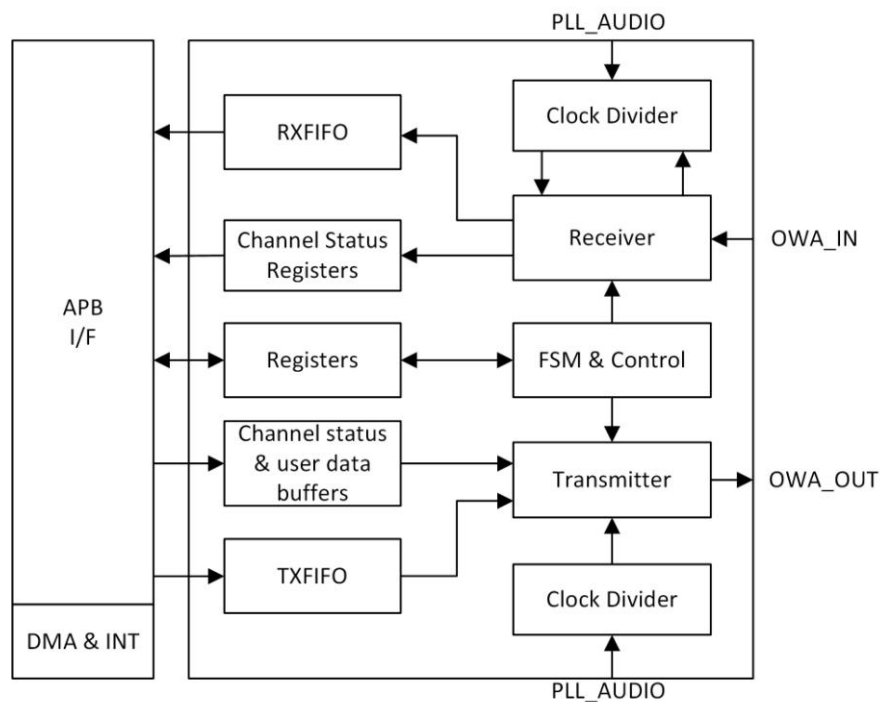 PLL_AUDIO
Clock Divider
RXFIFO
Receiver
OWA_IN
Channel Status
Registers
APB
I/F
Registers
FSM & Control
Channel status
& user data
buffers
Transmitter
OWA_OUT
TXFIFO
Clock Divider
DMA & INT
PLL_AUDIO